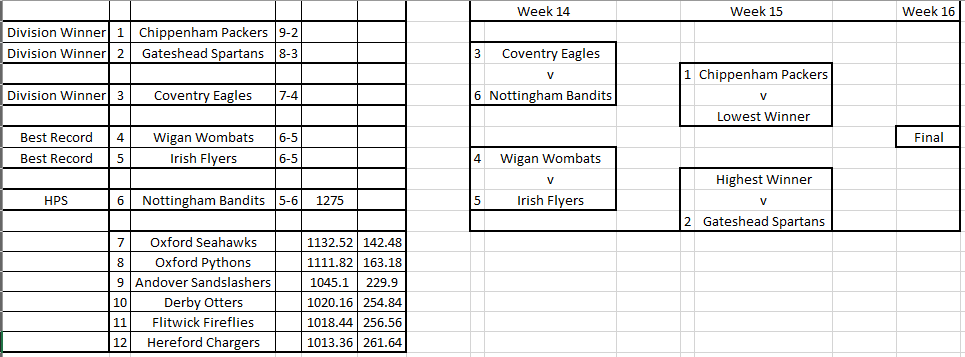 Week 14 Week 15 Week 16
Division Winner 1 Chippenham Packers 9-2
Division Winner 2 Gateshead Spartans 8-3
Division Winner 3 Coventry Eagles 7-4
Best Record 4 Wigan Wombats 6-5
Best Record 5 Irish Flyers 6-5
HPS 6 Nottingham Bandits 5-6 1275
7 Oxford Seahawks 1132.52 142.48
8 Oxford Pythons 1111.82 163.18
9 Andover Sandslashers 1045.1 229.9
10 Derby Otters 1020.16 254.84
11 Flitwick Fireflies 1018.44 256.56
12 Hereford Chargers 1013.36 261.64
3 Coventry Eagles
v
6 Nottingham Bandits
4 Wigan Wombats
v
5 Irish Flyers
1 Chippenham Packers
v
Lowest Winner
Highest Winner
v
2 Gateshead Spartans
Final